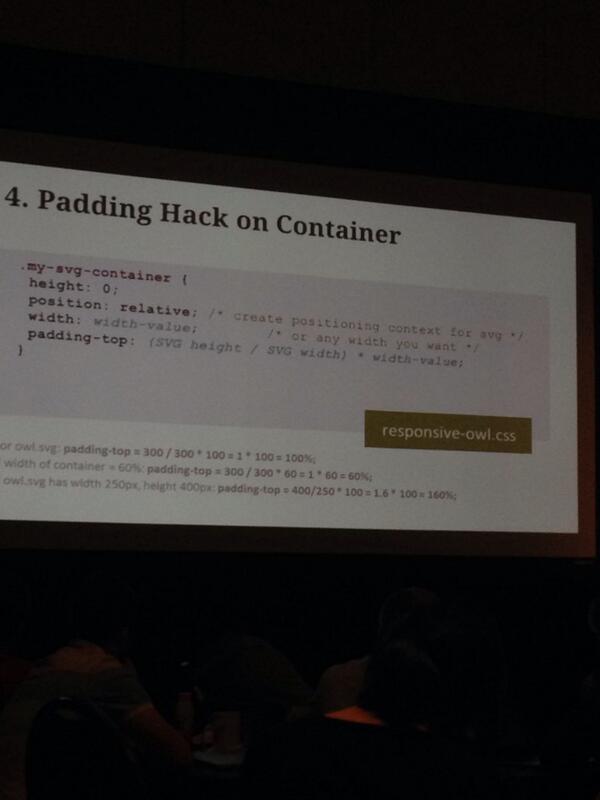 4. Padding Hack on Container
.my-svg-container {
height: 0;
position: relative; /* create positioning context for svg */
width: width-value; /* or any width you want */
padding-top: (SVG height / SVG width) * width-value;
}
responsive-owl.css
or owl.svg: padding-top = 300 / 300 * 100 = 1 * 100 = 100%;
width of container = 60%: padding-top = 300 / 300 * 60 = 1 * 60 = 60%;
owl.svg has width 250px, height 400px: padding-top = 400/250 * 100 = 1.6 * 100 = 160%;